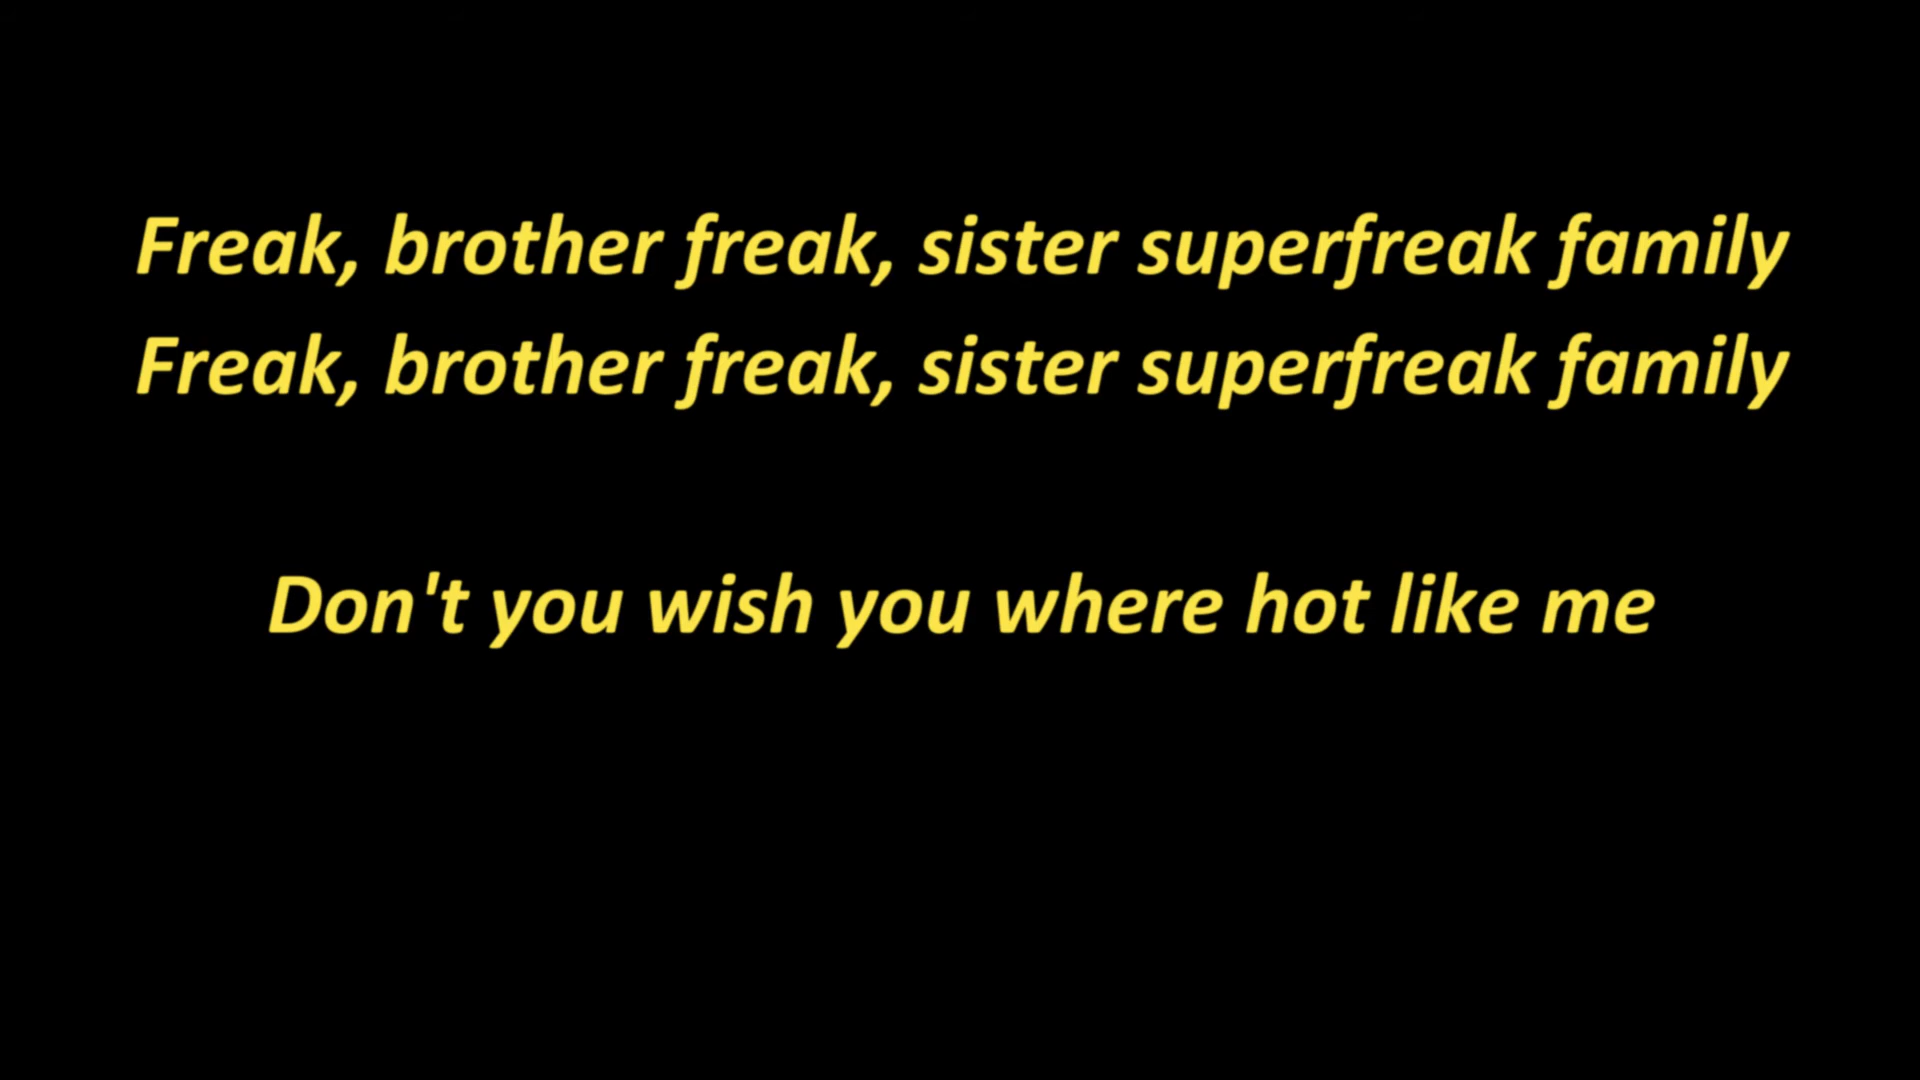 Freak, brother freak, sister superfreak family
Freak, brother freak, sister superfreak family
Don't you wish you where hot like me